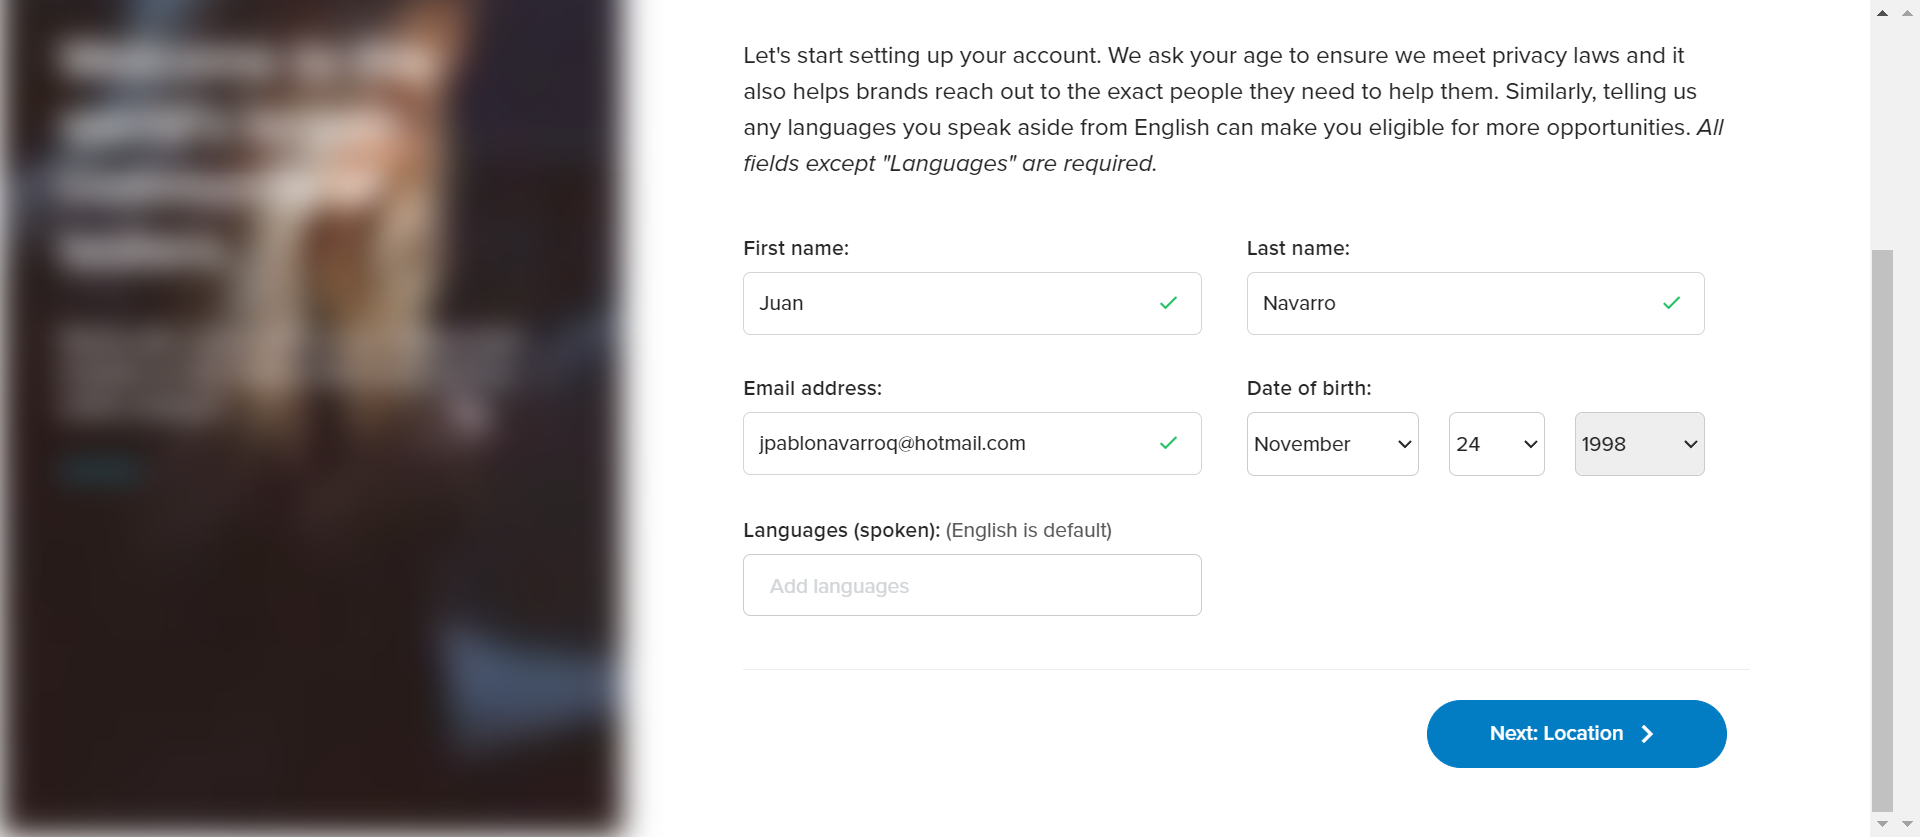 Let's start setting up your account. We ask your age to ensure we meet privacy laws and it
also helps brands reach out to the exact people they need to help them. Similarly, telling us
any languages you speak aside from English can make you eligible for more opportunities. All
fields except "Languages" are required.
First name:
Last name:
Juan
Navarro
Email address:
Date of birth:
jpablonavarroq@hotmail.com
November
24
1998
Languages (spoken): (English is default)
Add languages
Next: Location